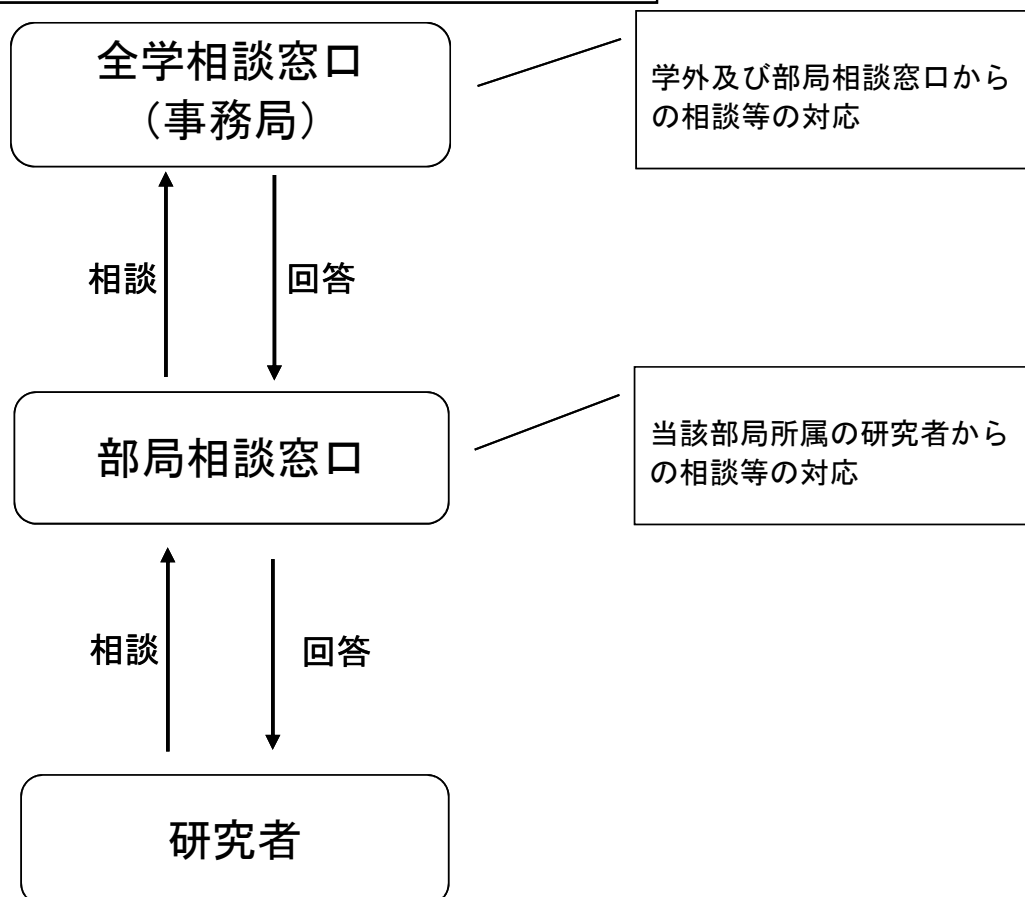 全学相談窓口
（事務局）
学外及び部局相談窓口から
の相談等の対応
相談
回答
部局相談窓口
当該部局所属の研究者から
の相談等の対応
相談
回答
研究者